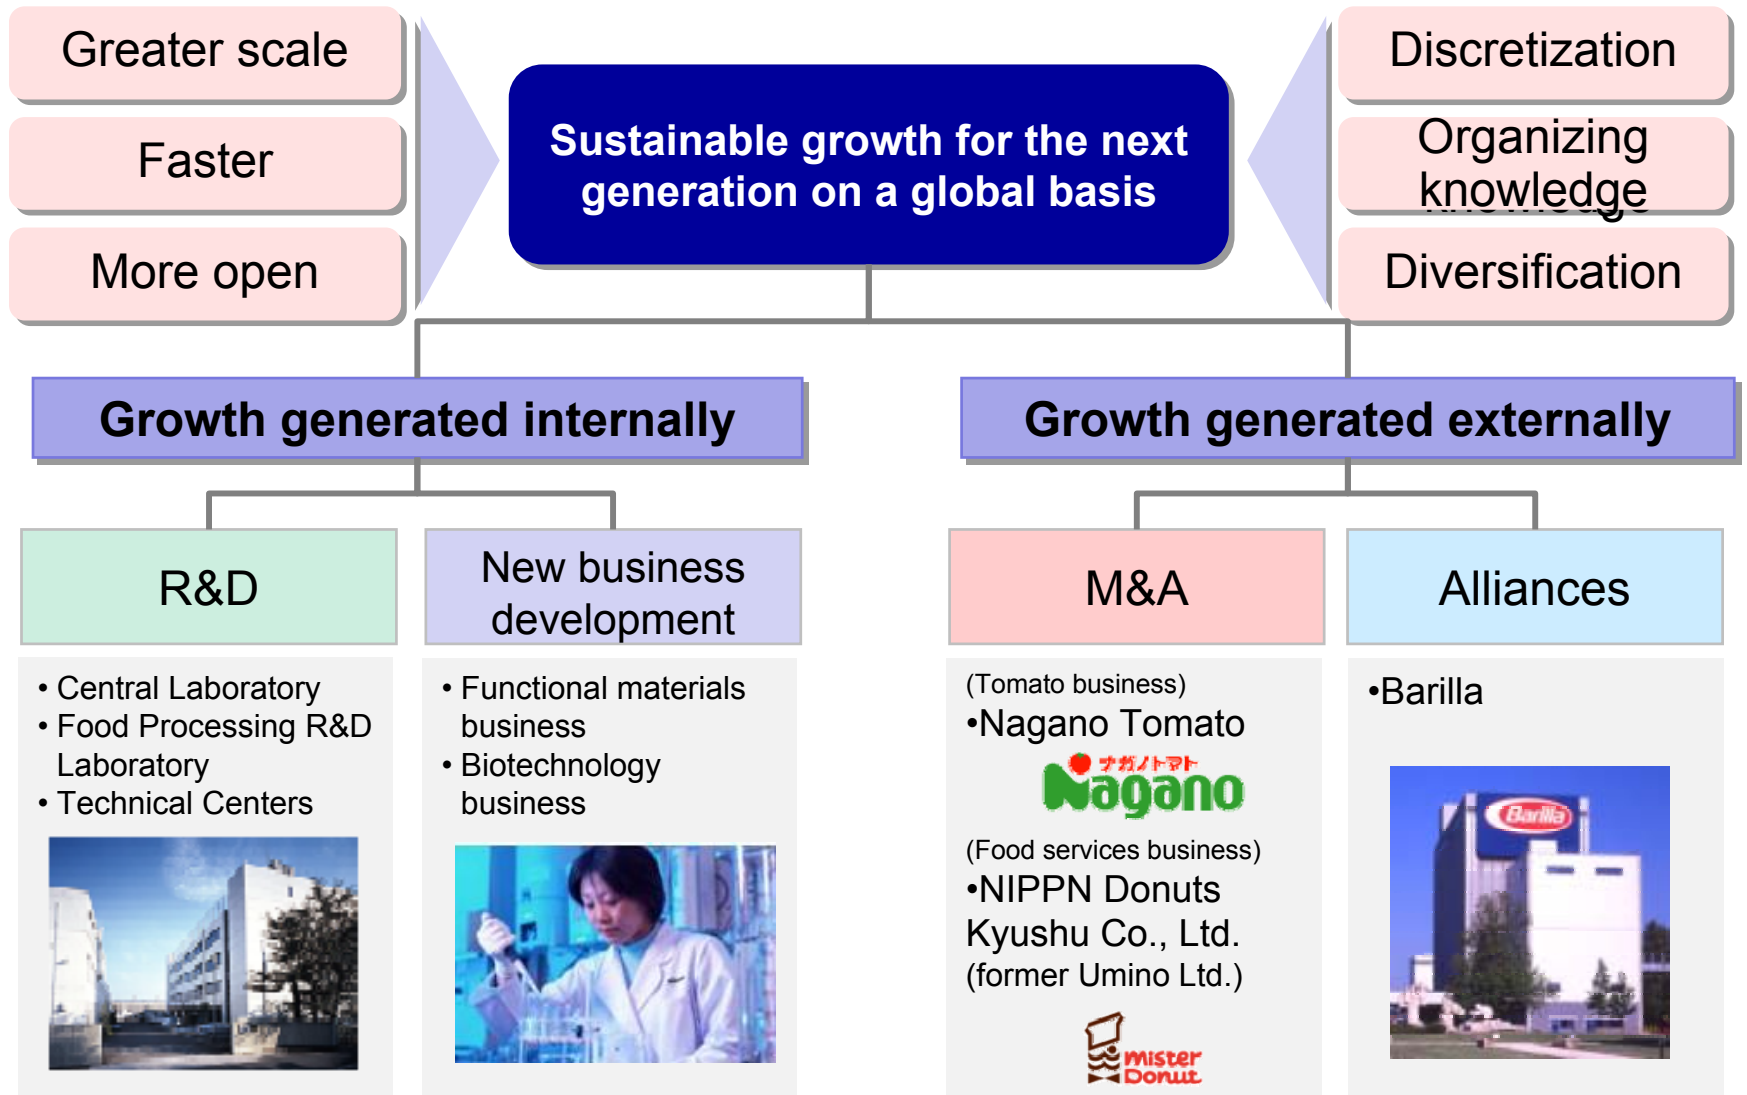 Greater scale
Faster
More open
Sustainable growth for the next
generation on a global basis
Discretization
Organizing
knowledge
Diversification
Growth generated internally
Growth generated externally
R&D
New business
development
M&A
Alliances
• Central Laboratory
• Food Processing R&D
Laboratory
• Technical Centers
• Functional materials
business
• Biotechnology
business
(Tomato business)
•Nagano Tomato
ナガノトマト
Nagano
(Food services business)
•NIPPN Donuts
Kyushu Co., Ltd.
(former Umino Ltd.)
mister
Donut
•Barilla
Barilla